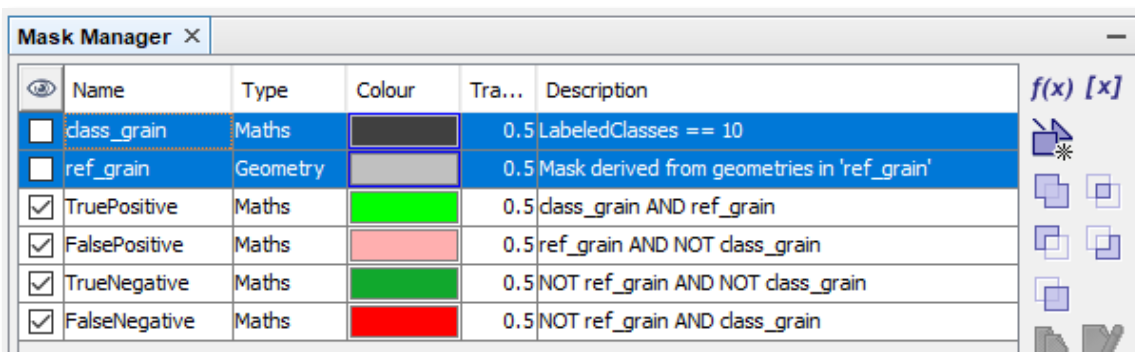 Mask Manager ×
Name Type Colour Tra... Description f(x) [x]
class_grain Maths 0.5 LabeledClasses == 10
ref_grain Geometry 0.5 Mask derived from geometries in 'ref_grain'
TruePositive Maths 0.5 class_grain AND ref_grain
FalsePositive Maths 0.5 ref_grain AND NOT class_grain
TrueNegative Maths 0.5 NOT ref_grain AND NOT class_grain
FalseNegative Maths 0.5 NOT ref_grain AND class_grain